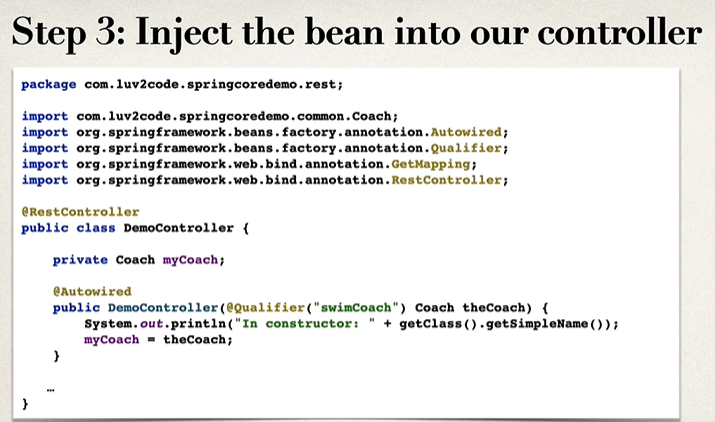 Step 3: Inject the bean into our controller
package com.luv2code.springcoredemo.rest;
import com.luv2code.springcoredemo.common.Coach;
import org.springframework.beans.factory.annotation.Autowired;
import org.springframework.beans.factory.annotation.Qualifier;
import org.springframework.web.bind.annotation.GetMapping;
import org.springframework.web.bind.annotation.RestController;
@RestController
public class DemoController {
private Coach myCoach;
@Autowired
public DemoController(@Qualifier("swimCoach") Coach theCoach) {
System.out.println("In constructor: " + getClass().getSimpleName());
myCoach = theCoach;
}
…
}